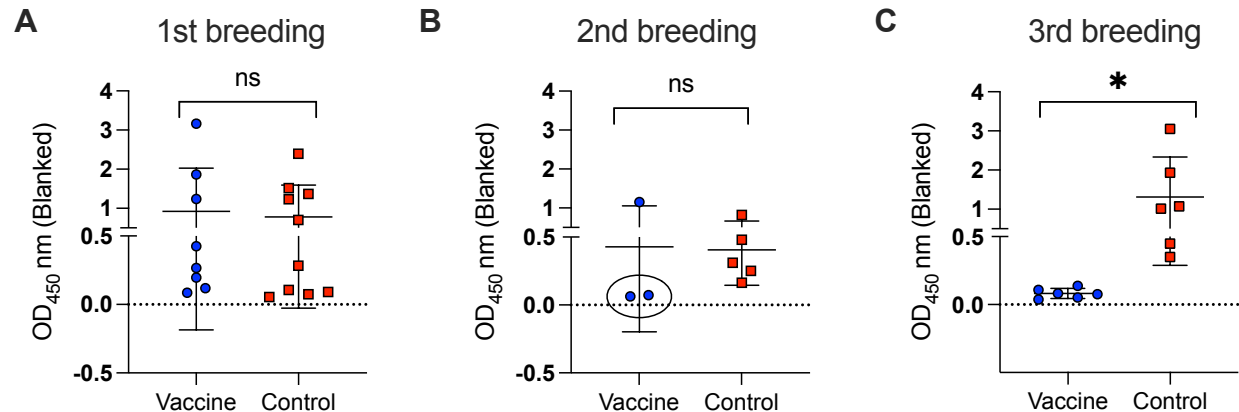 A
1st breeding
ns
4
3
2
1
0.5
0.0
-0.5
OD450 nm (Blanked)
Vaccine
Control
B
2nd breeding
ns
4
3
2
1
0.5
0.0
-0.5
OD450 nm (Blanked)
Vaccine
Control
C
3rd breeding
*
4
3
2
1
0.5
0.0
OD450 nm (Blanked)
Vaccine
Control